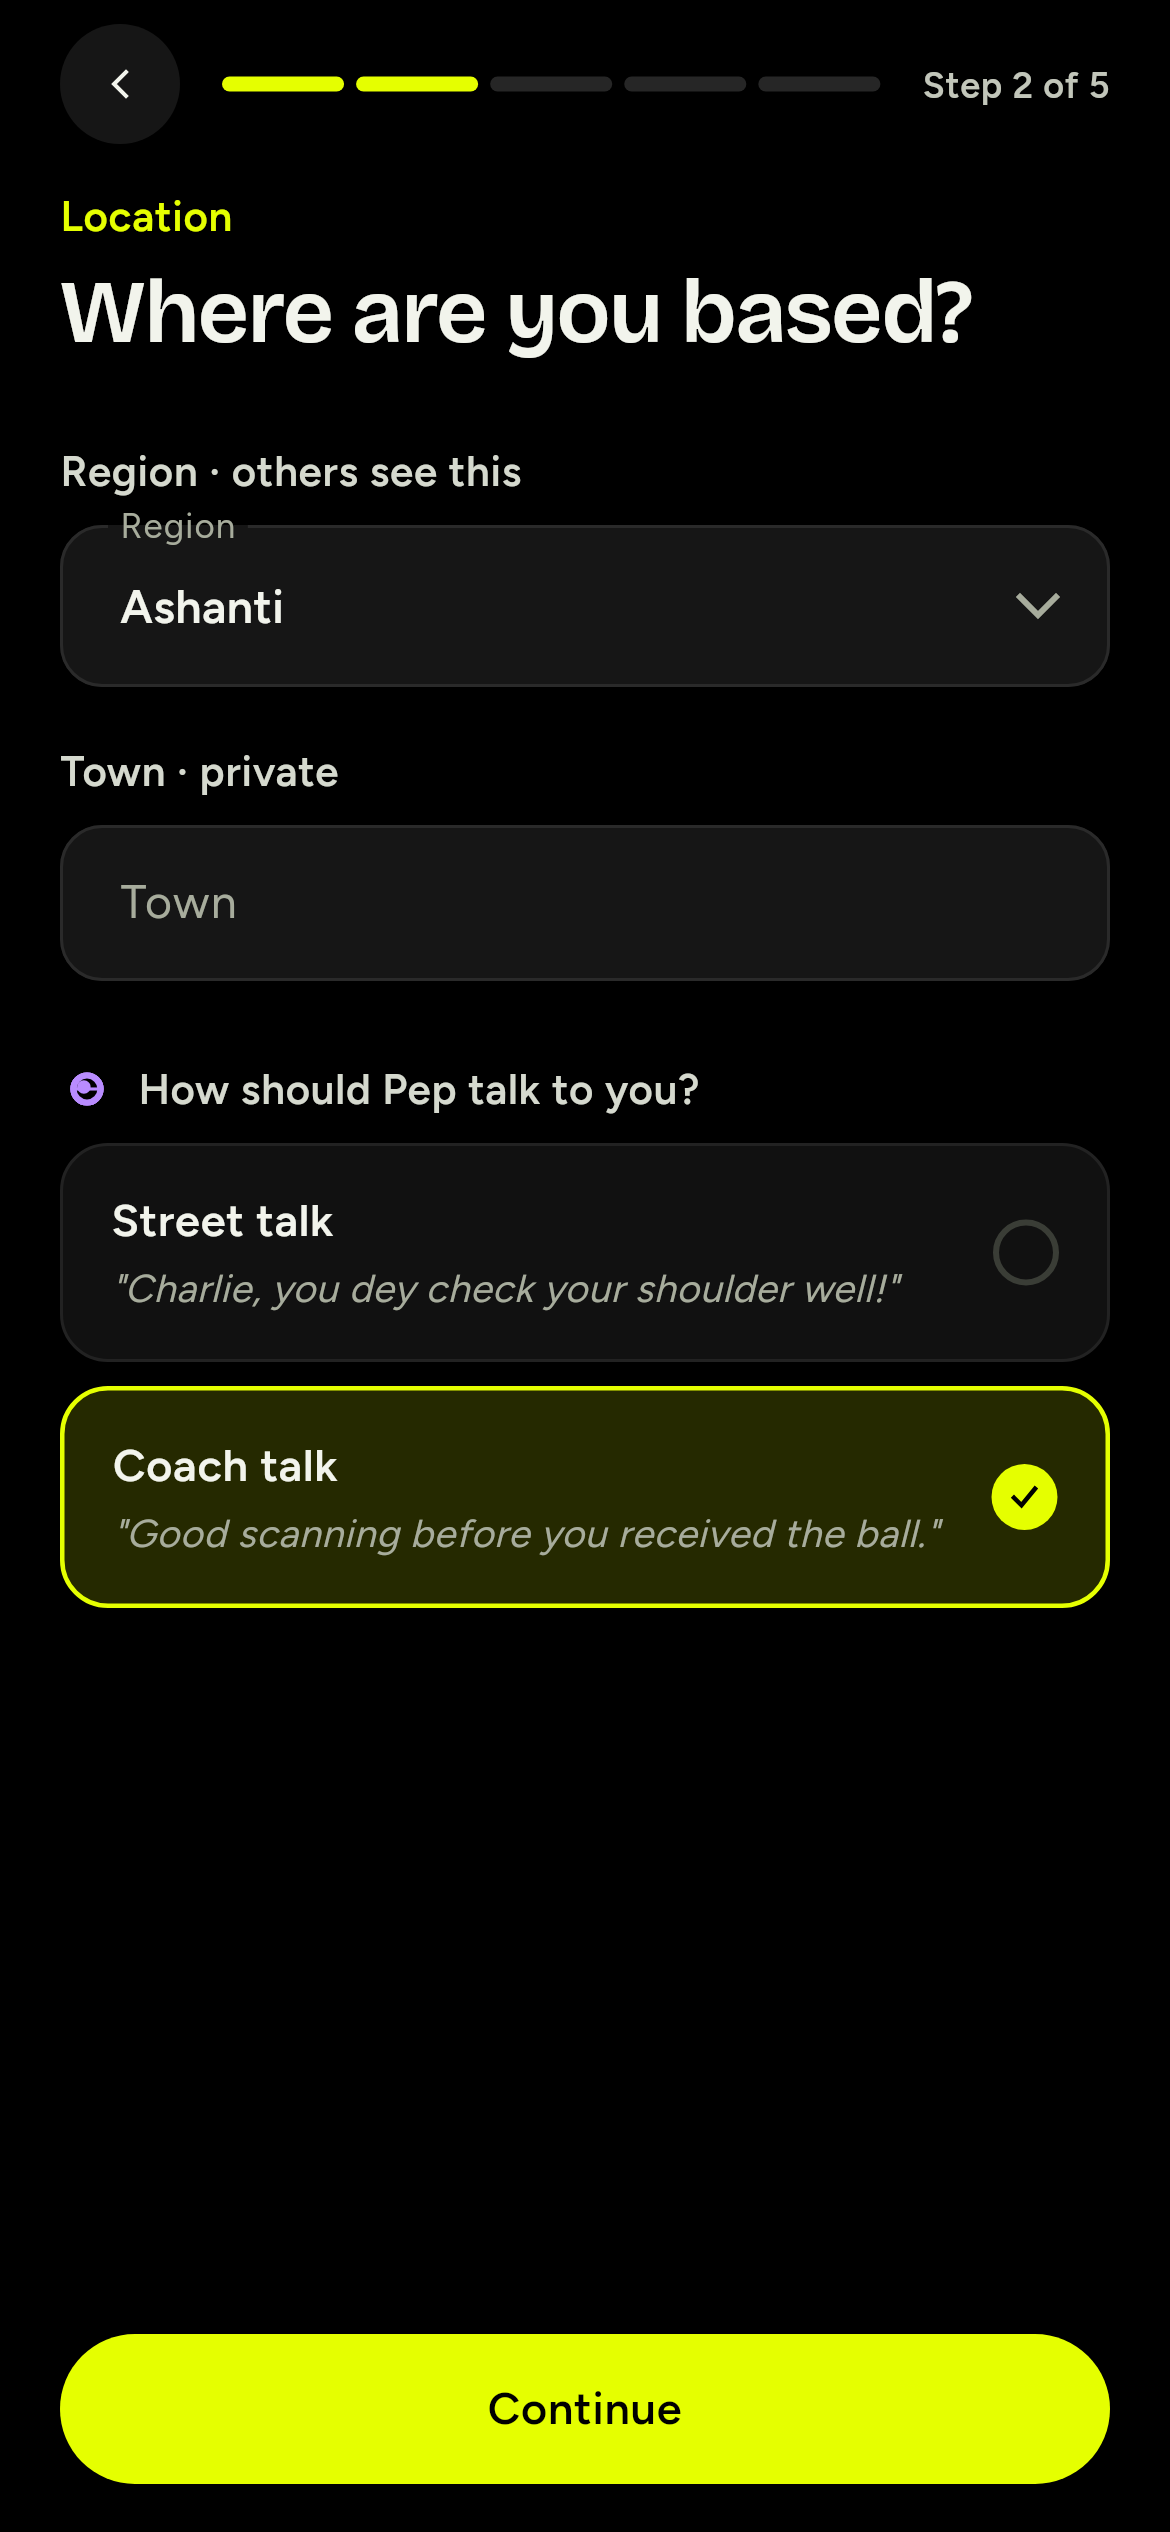 Step 2 of 5
Location
Where are you based?
Region · others see this
Region
Ashanti
Town · private
Town
How should Pep talk to you?
Street talk
"Charlie, you dey check your shoulder well!"
Coach talk
"Good scanning before you received the ball."
Continue